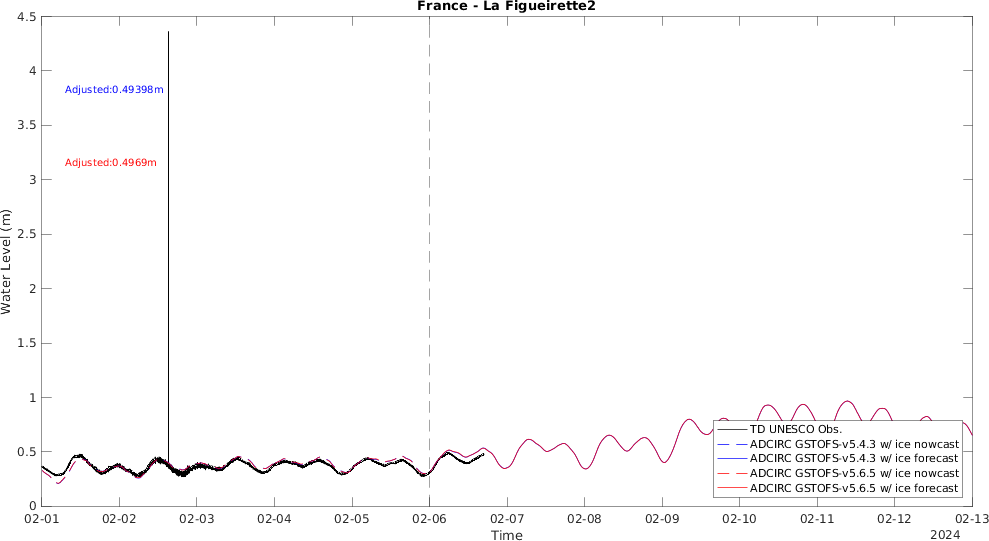 France - La Figueirette2
4.5
4
3.5
3
2.5
2
1.5
1
0.5
0
Water Level (m)
Adjusted:0.49398m
Adjusted:0.4969m
TD UNESCO Obs.
ADCIRC GSTOFS-v5.4.3 w/ ice nowcast
ADCIRC GSTOFS-v5.4.3 w/ ice forecast
ADCIRC GSTOFS-v5.6.5 w/ ice nowcast
ADCIRC GSTOFS-v5.6.5 w/ ice forecast
02-01 02-02 02-03 02-04 02-05 02-06 02-07 02-08 02-09 02-10 02-11 02-12 02-13
Time
2024